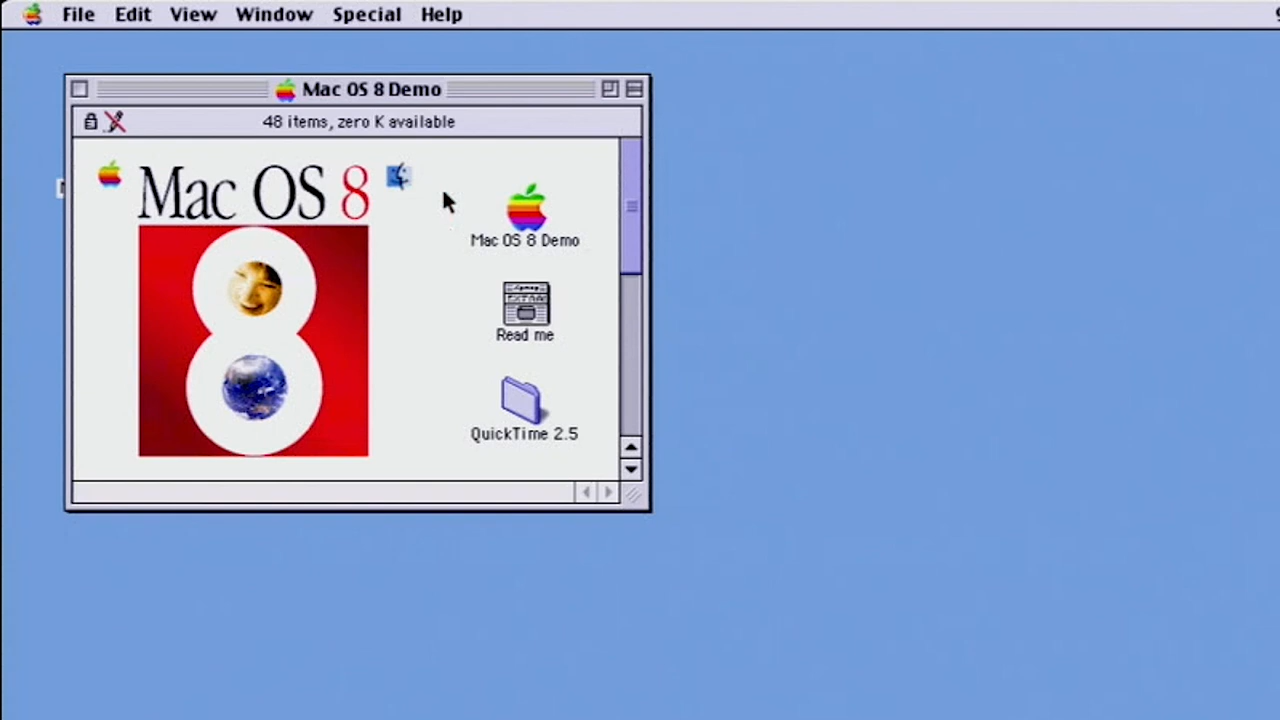 File Edit View Window Special Help
Mac OS 8 Demo
48 items, zero K available
Mac OS 8
8
Mac OS 8 Demo
Read me
QuickTime 2.5